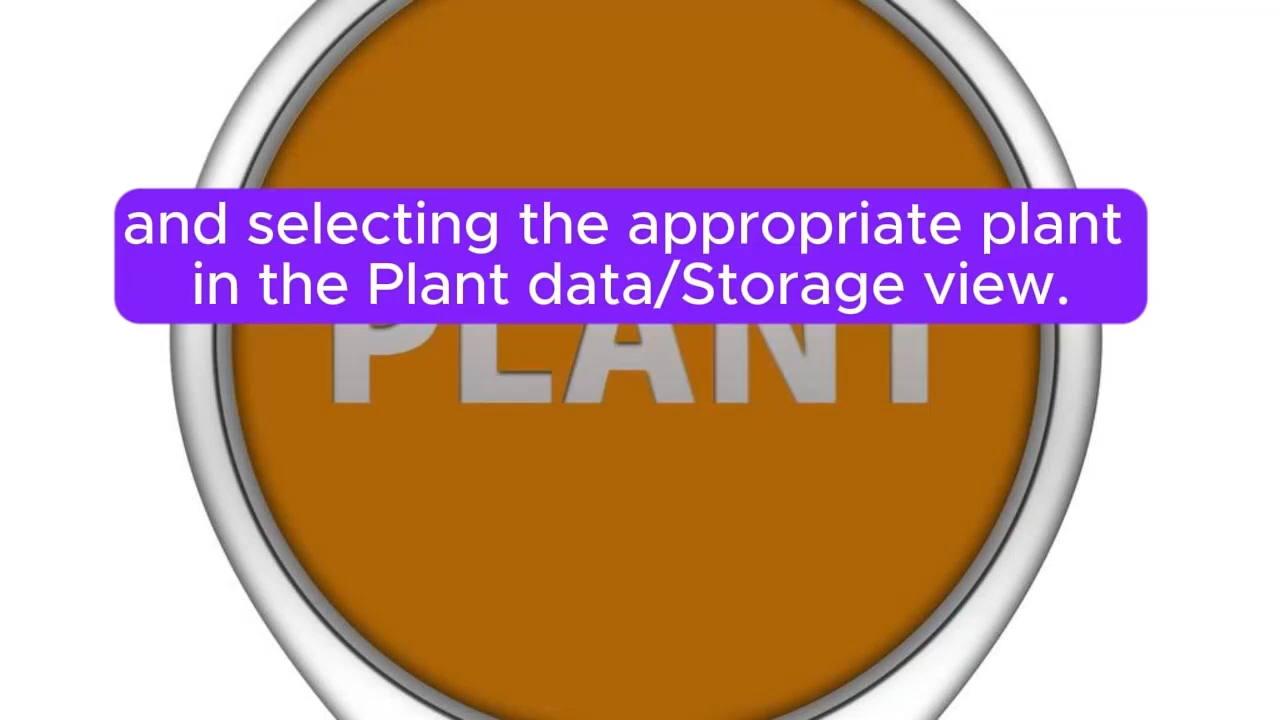 and selecting the appropriate plant
in the Plant data/Storage view.
PLANT